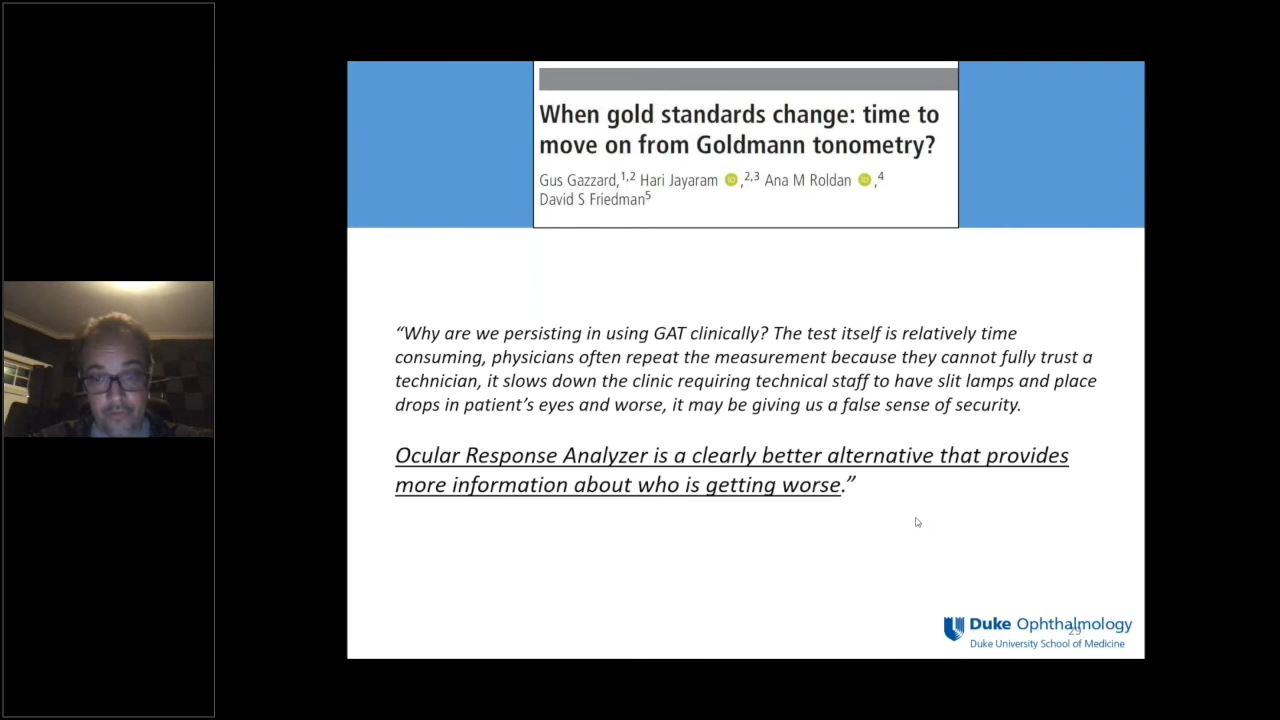 When gold standards change: time to
move on from Goldmann tonometry?
Gus Gazzard,1,2 Hari Jayaram iD ,2,3 Ana M Roldan iD ,4
David S Friedman5
“Why are we persisting in using GAT clinically? The test itself is relatively time
consuming, physicians often repeat the measurement because they cannot fully trust a
technician, it slows down the clinic requiring technical staff to have slit lamps and place
drops in patient’s eyes and worse, it may be giving us a false sense of security.
Ocular Response Analyzer is a clearly better alternative that provides
more information about who is getting worse.”
Duke Ophthalmology
29
Duke University School of Medicine